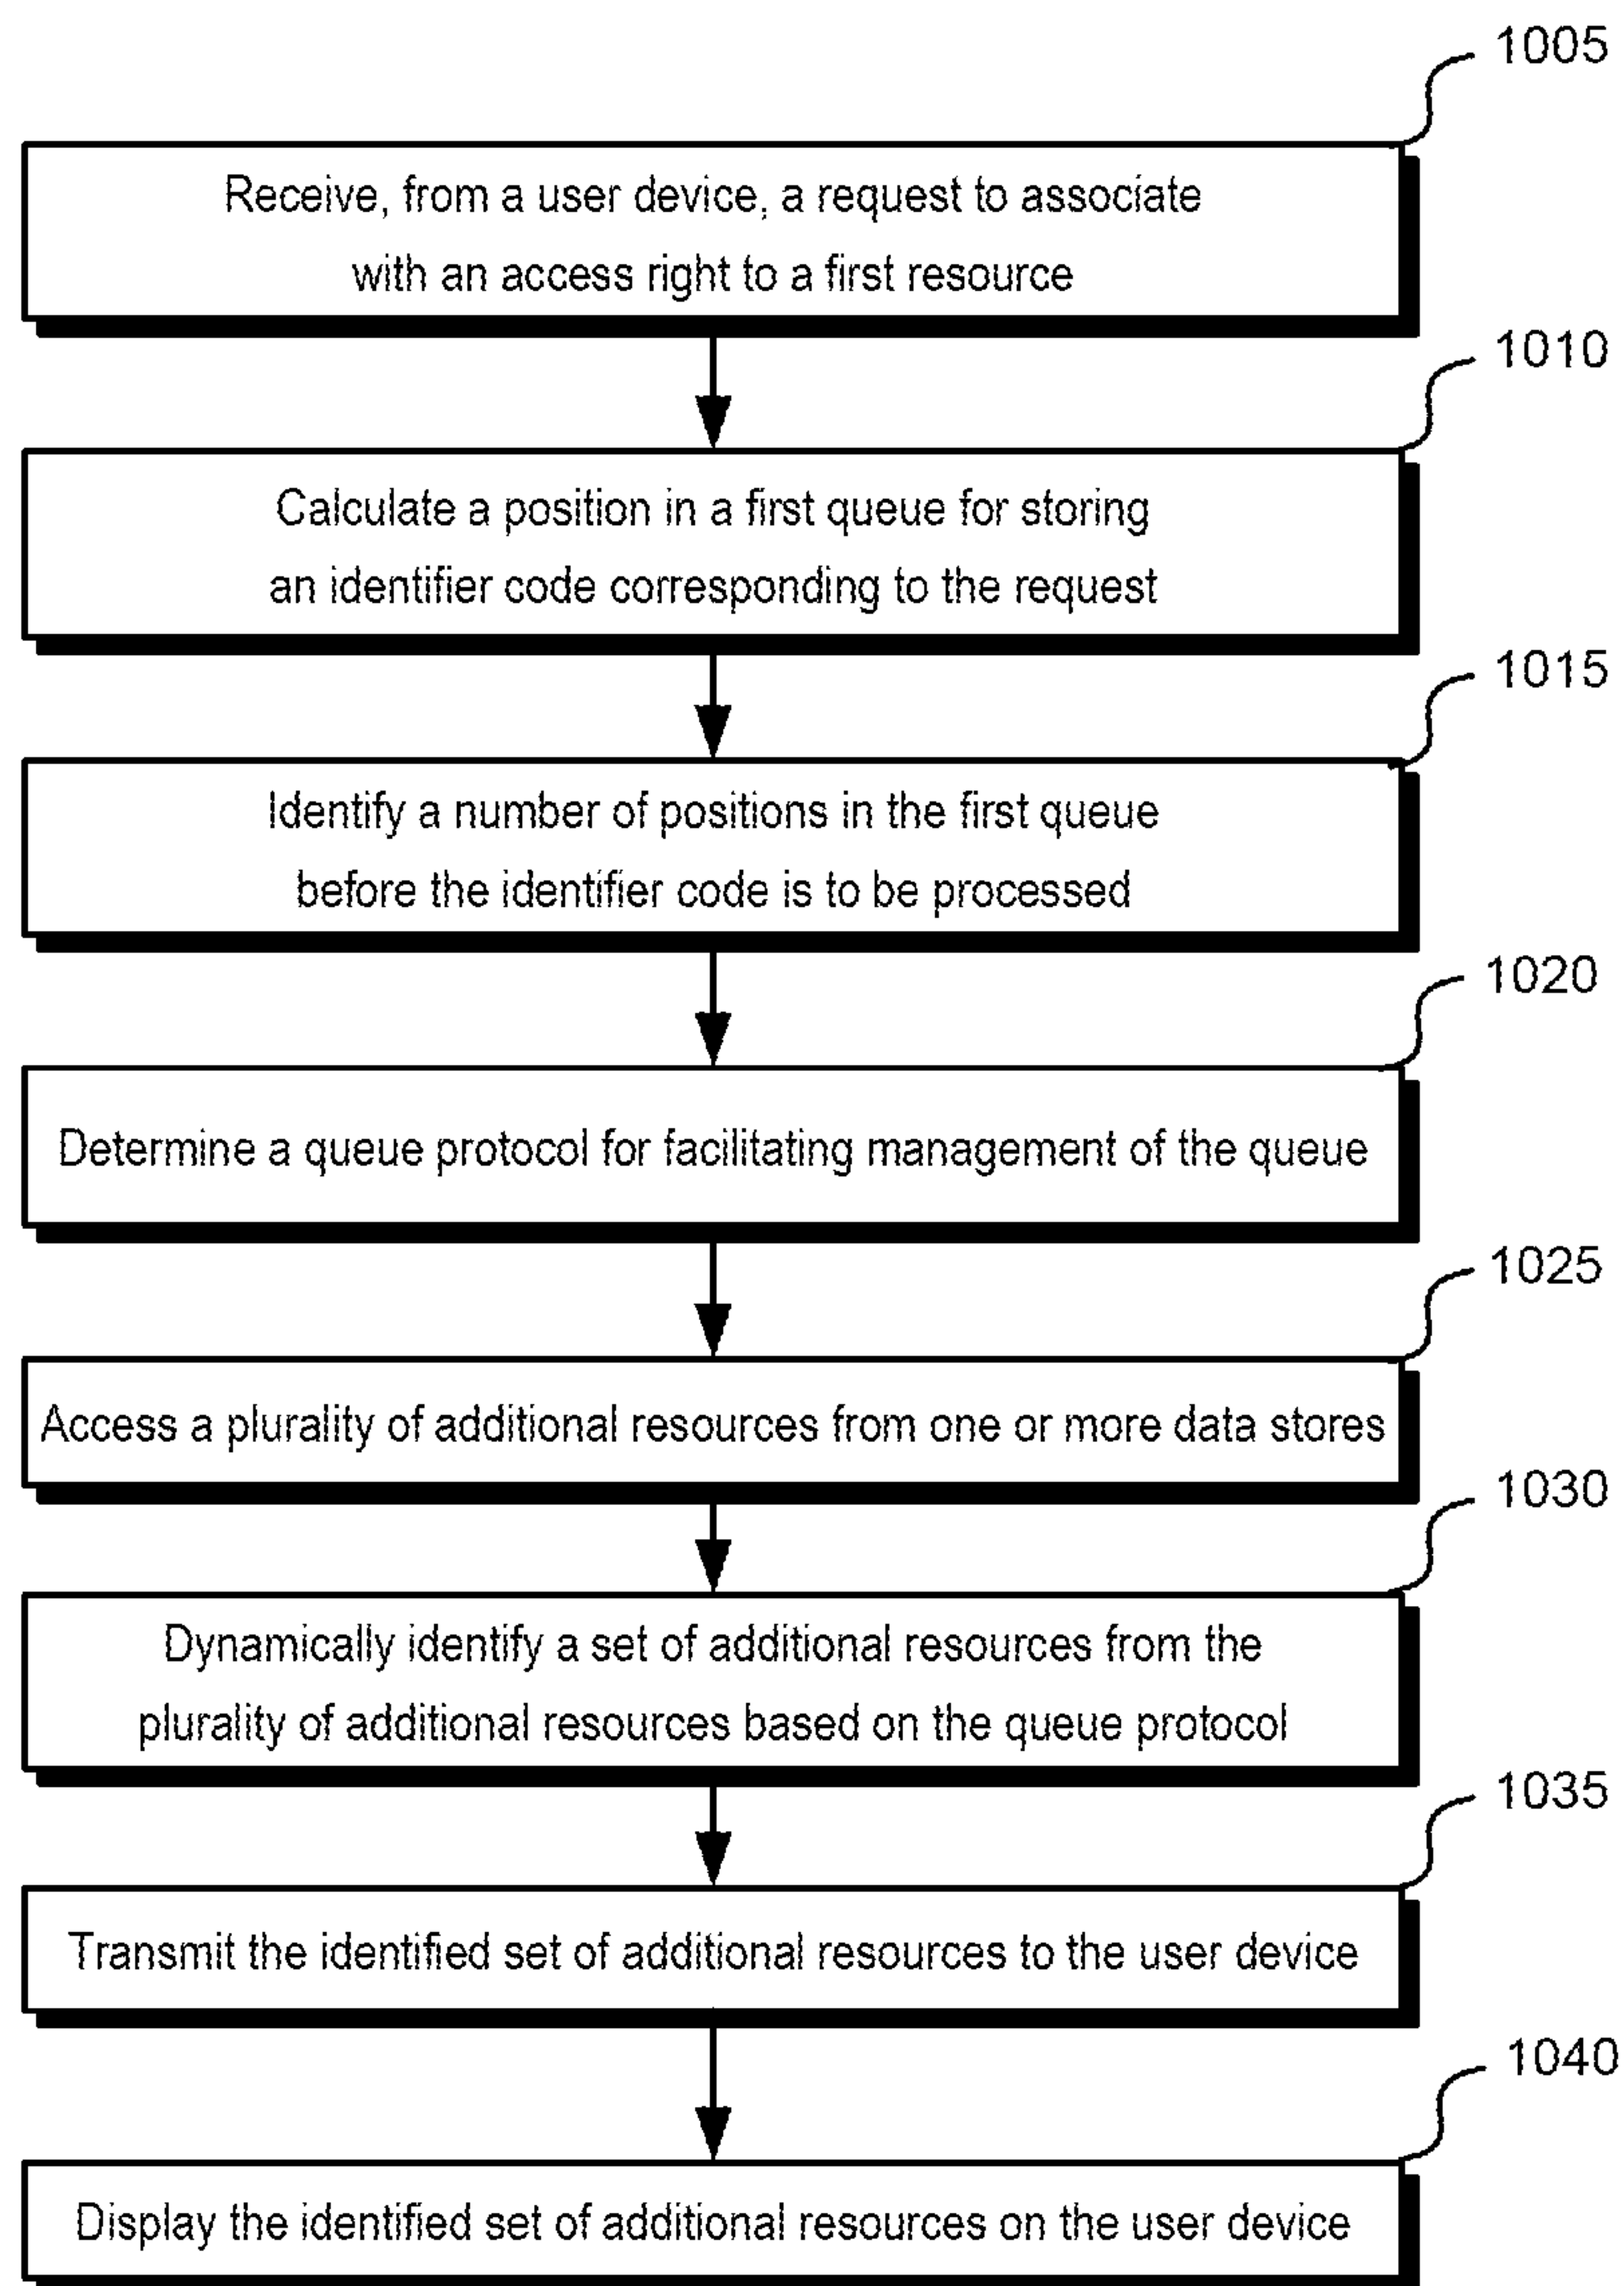 1005
Receive, from a user device, a request to associate
with an access right to a first resource
1010
Calculate a position in a first queue for storing
an identifier code corresponding to the request
1015
Identify a number of positions in the first queue
before the identifier code is to be processed
1020
Determine a queue protocol for facilitating management of the queue
1025
Access a plurality of additional resources from one or more data stores
1030
Dynamically identify a set of additional resources from the
plurality of additional resources based on the queue protocol
1035
Transmit the identified set of additional resources to the user device
1040
Display the identified set of additional resources on the user device